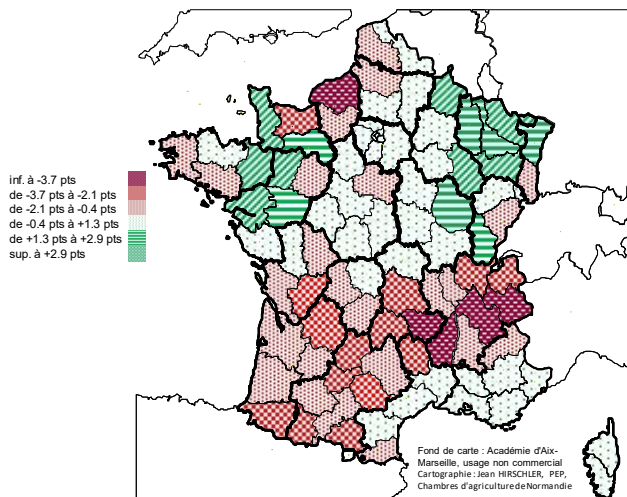 inf. à -3.7 pts
de -3.7 pts à -2.1 pts
de -2.1 pts à -0.4 pts
de -0.4 pts à +1.3 pts
de +1.3 pts à +2.9 pts
sup. à +2.9 pts
Fond de carte : Académie d'Aix-
Marseille, usage non commercial
Cartographie : Jean HIRSCHLER, PEP,
Chambres d'agriculture de Normandie